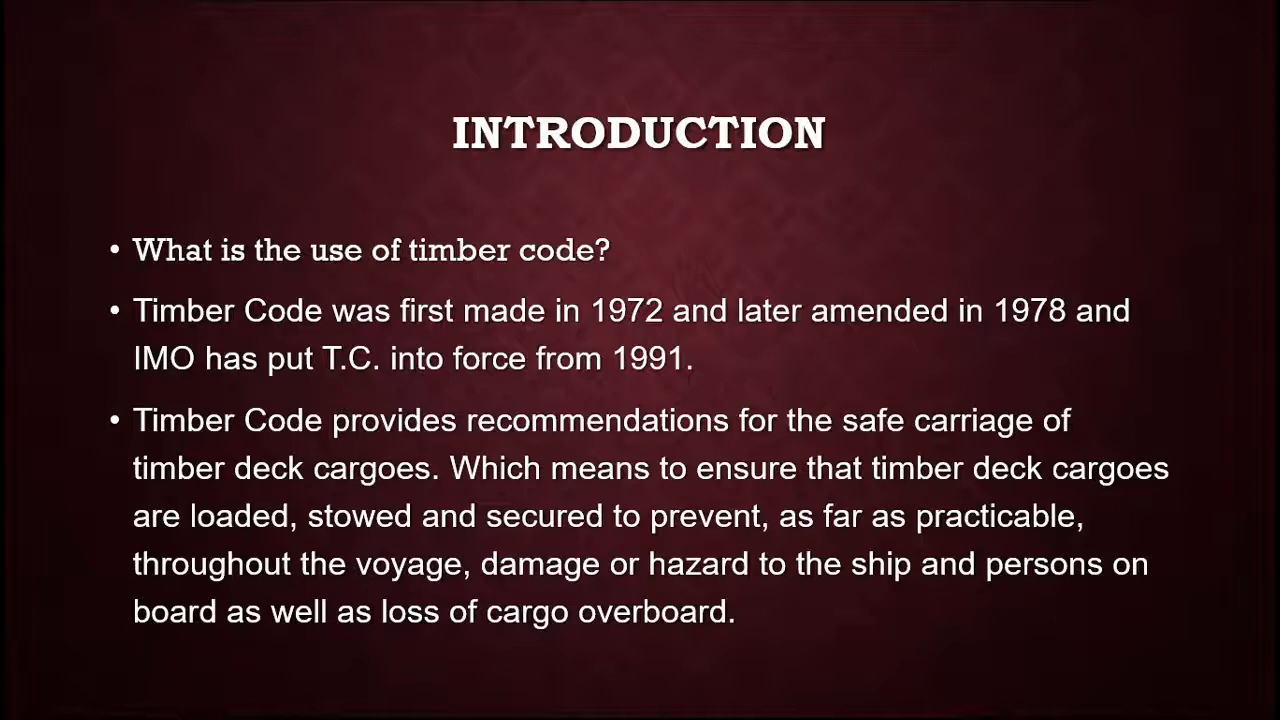 INTRODUCTION
• What is the use of timber code?
• Timber Code was first made in 1972 and later amended in 1978 and
IMO has put T.C. into force from 1991.
• Timber Code provides recommendations for the safe carriage of
timber deck cargoes. Which means to ensure that timber deck cargoes
are loaded, stowed and secured to prevent, as far as practicable,
throughout the voyage, damage or hazard to the ship and persons on
board as well as loss of cargo overboard.